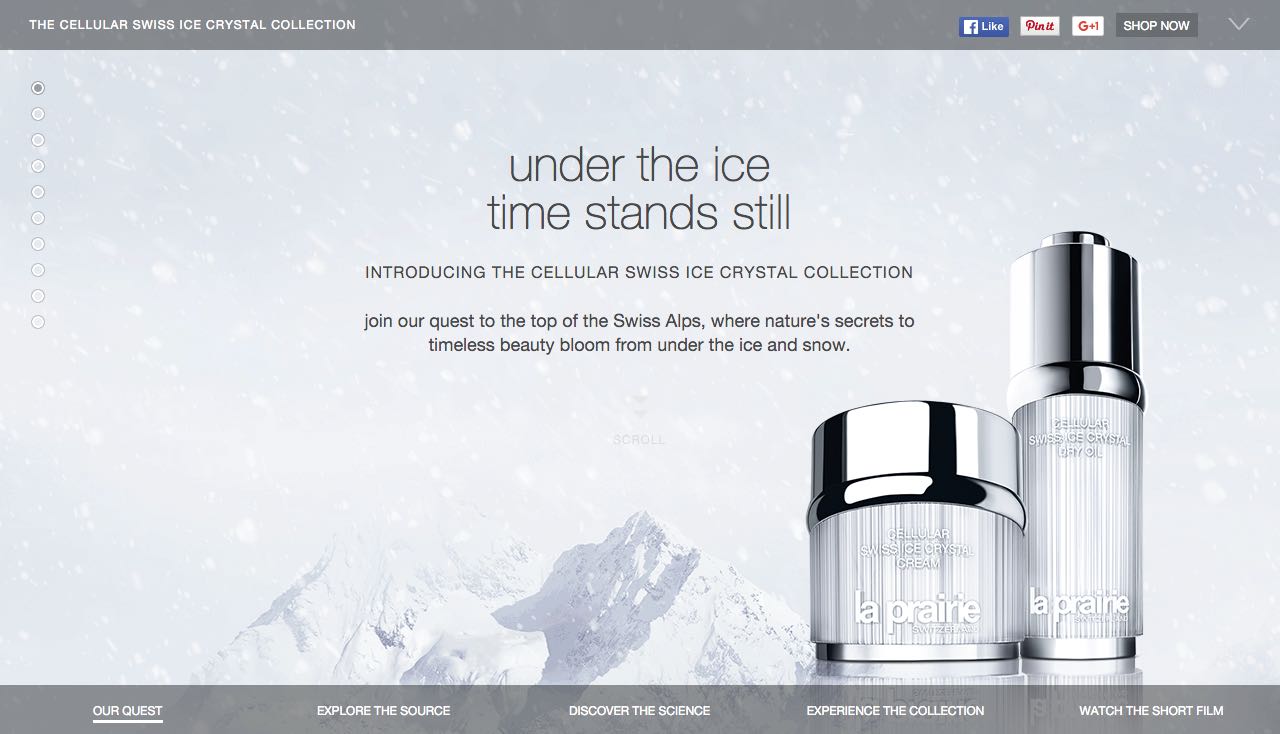 THE CELLULAR SWISS ICE CRYSTAL COLLECTION
Like
Pin it
G+1
SHOP NOW
under the ice
time stands still
INTRODUCING THE CELLULAR SWISS ICE CRYSTAL COLLECTION
join our quest to the top of the Swiss Alps, where nature's secrets to
timeless beauty bloom from under the ice and snow.
SCROLL
CELLULAR
SWISS ICE CRYSTAL
DRY OIL
la prairie
SWITZERLAND
CELLULAR
SWISS ICE CRYSTAL
CREAM
la prairie
SWITZERLAND
OUR QUEST
EXPLORE THE SOURCE
DISCOVER THE SCIENCE
EXPERIENCE THE COLLECTION
WATCH THE SHORT FILM